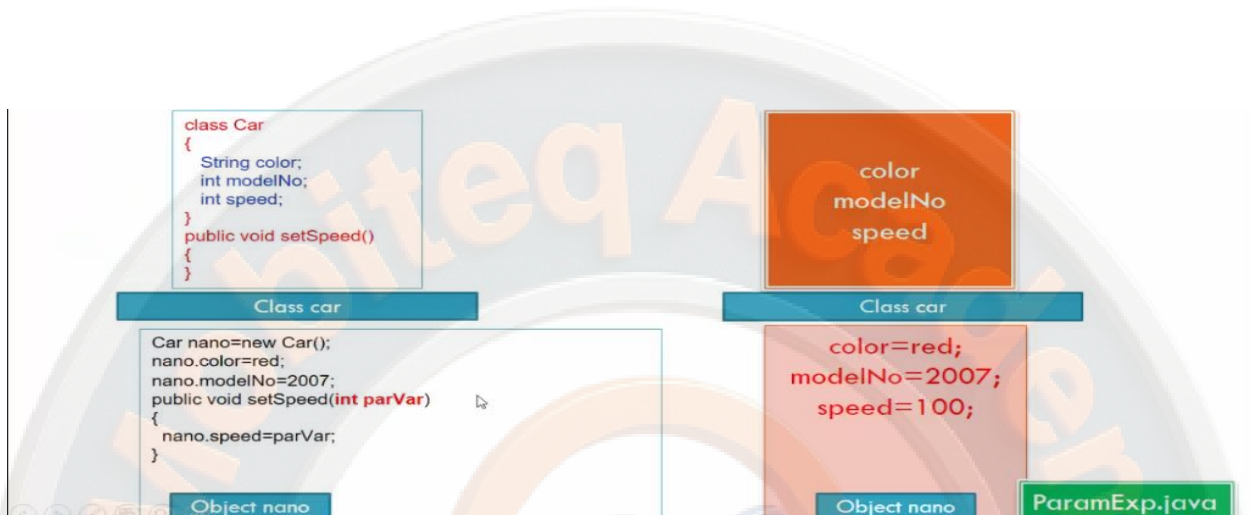 class Car
{
String color;
int modelNo;
int speed;
}
public void setSpeed()
{
}
Class car
color
modelNo
speed
Class car
Car nano=new Car();
nano.color=red;
nano.modelNo=2007;
public void setSpeed(int parVar)
{
nano.speed=parVar;
}
Object nano
color=red;
modelNo=2007;
speed=100;
Object nano
ParamExp.java
Mobiteq Academ